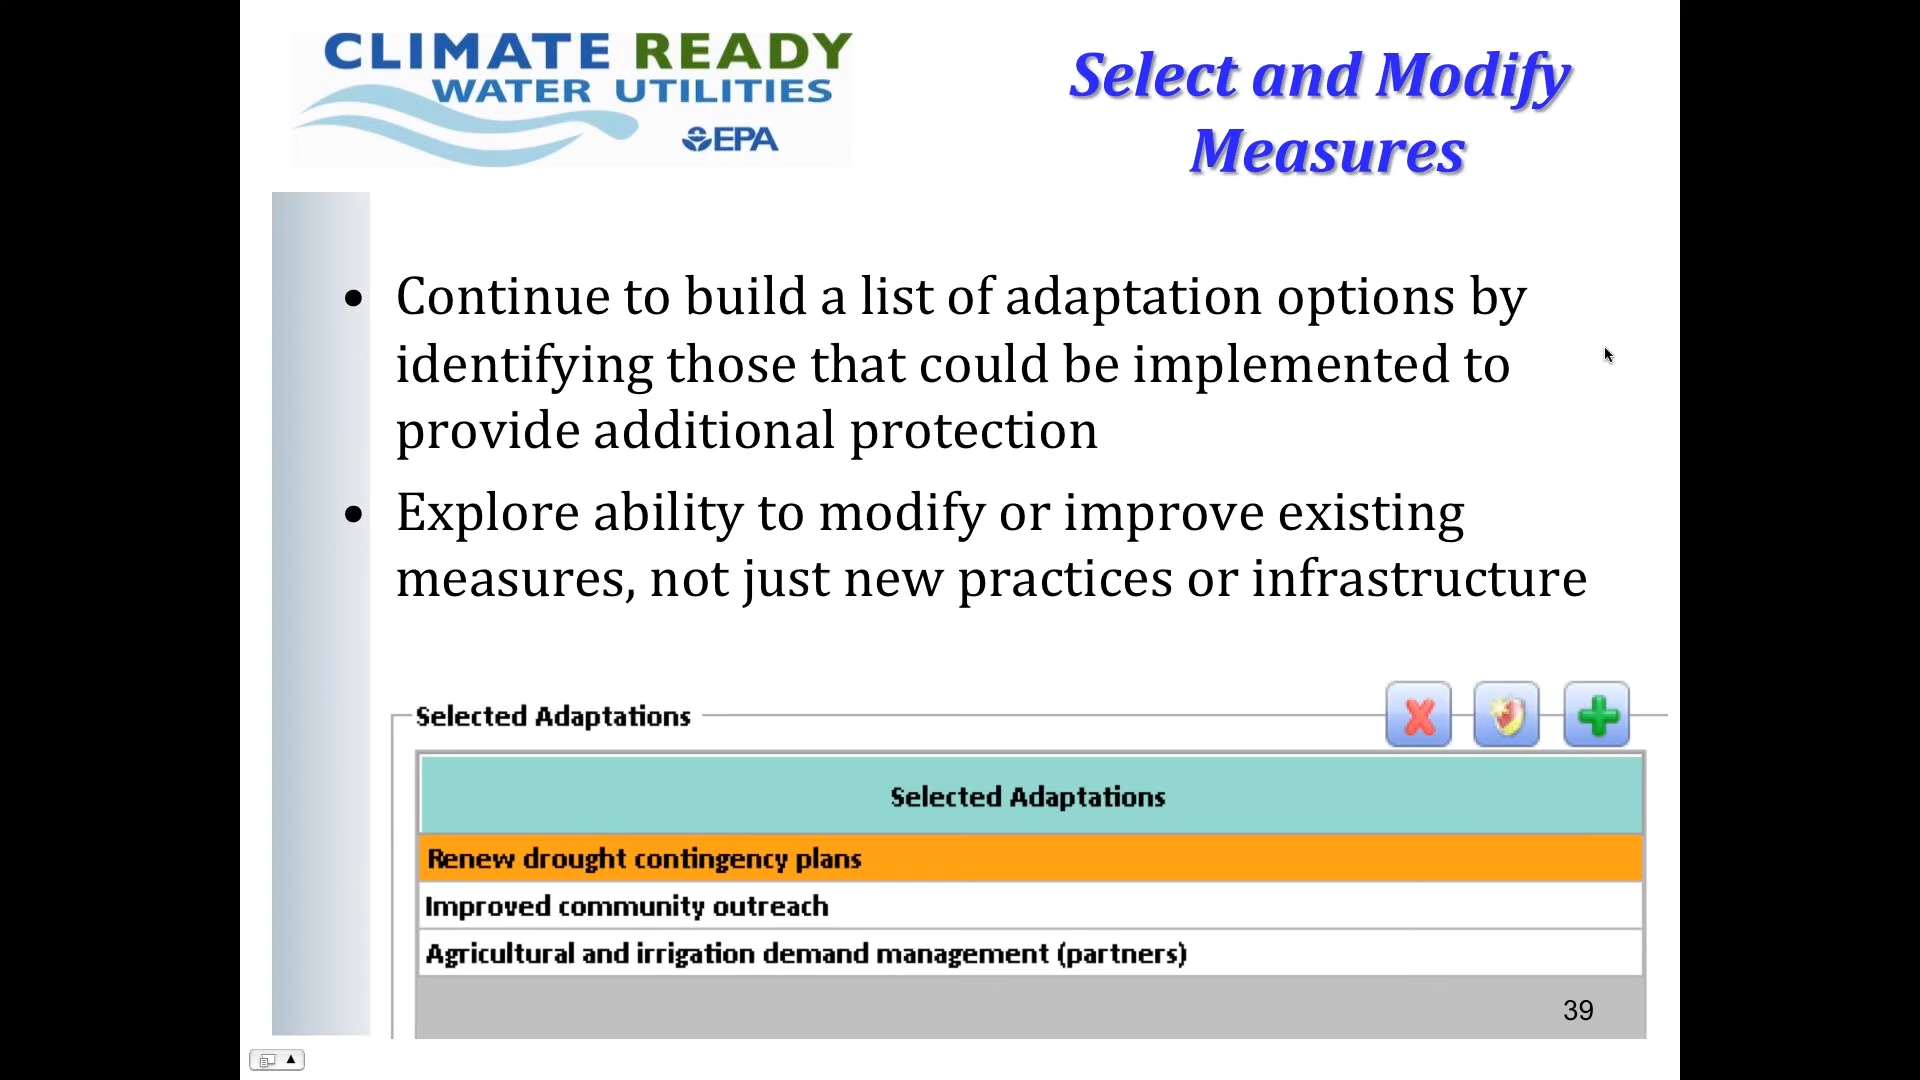 CLIMATE READY
WATER UTILITIES
EPA
Select and Modify
Measures
• Continue to build a list of adaptation options by
identifying those that could be implemented to
provide additional protection
• Explore ability to modify or improve existing
measures, not just new practices or infrastructure
Selected Adaptations
Selected Adaptations
Renew drought contingency plans
Improved community outreach
Agricultural and irrigation demand management (partners)
39